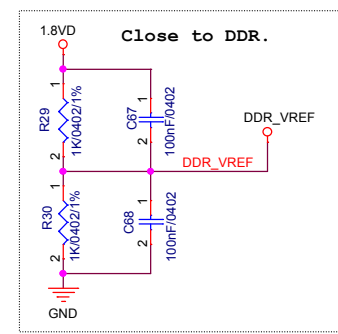 1.8VD
Close to DDR.
1
R29
1K/0402/1%
2
1
C67
100nF/0402
2
DDR_VREF
DDR_VREF
1
R30
1K/0402/1%
2
1
C68
100nF/0402
2
GND